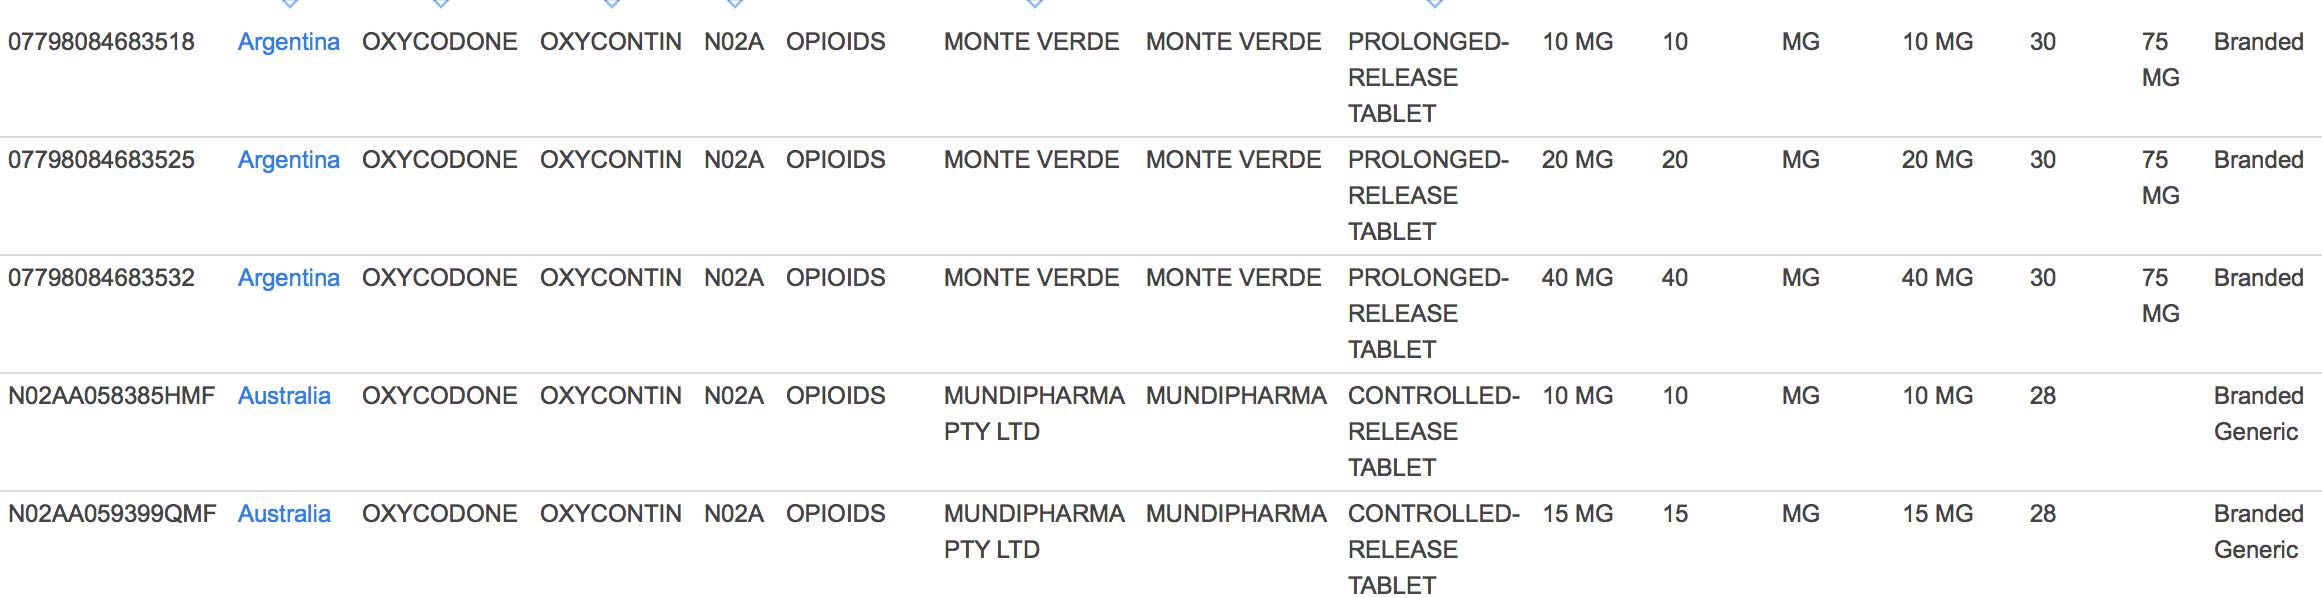 07798084683518 Argentina OXYCODONE OXYCONTIN N02A OPIOIDS MONTE VERDE MONTE VERDE PROLONGED- 10 MG 10 MG 10 MG 30 75 Branded
RELEASE MG
TABLET
07798084683525 Argentina OXYCODONE OXYCONTIN N02A OPIOIDS MONTE VERDE MONTE VERDE PROLONGED- 20 MG 20 MG 20 MG 30 75 Branded
RELEASE MG
TABLET
07798084683532 Argentina OXYCODONE OXYCONTIN N02A OPIOIDS MONTE VERDE MONTE VERDE PROLONGED- 40 MG 40 MG 40 MG 30 75 Branded
RELEASE MG
TABLET
N02AA058385HMF Australia OXYCODONE OXYCONTIN N02A OPIOIDS MUNDIPHARMA MUNDIPHARMA CONTROLLED- 10 MG 10 MG 10 MG 28 Branded
PTY LTD RELEASE Generic
TABLET
N02AA059399QMF Australia OXYCODONE OXYCONTIN N02A OPIOIDS MUNDIPHARMA MUNDIPHARMA CONTROLLED- 15 MG 15 MG 15 MG 28 Branded
PTY LTD RELEASE Generic
TABLET